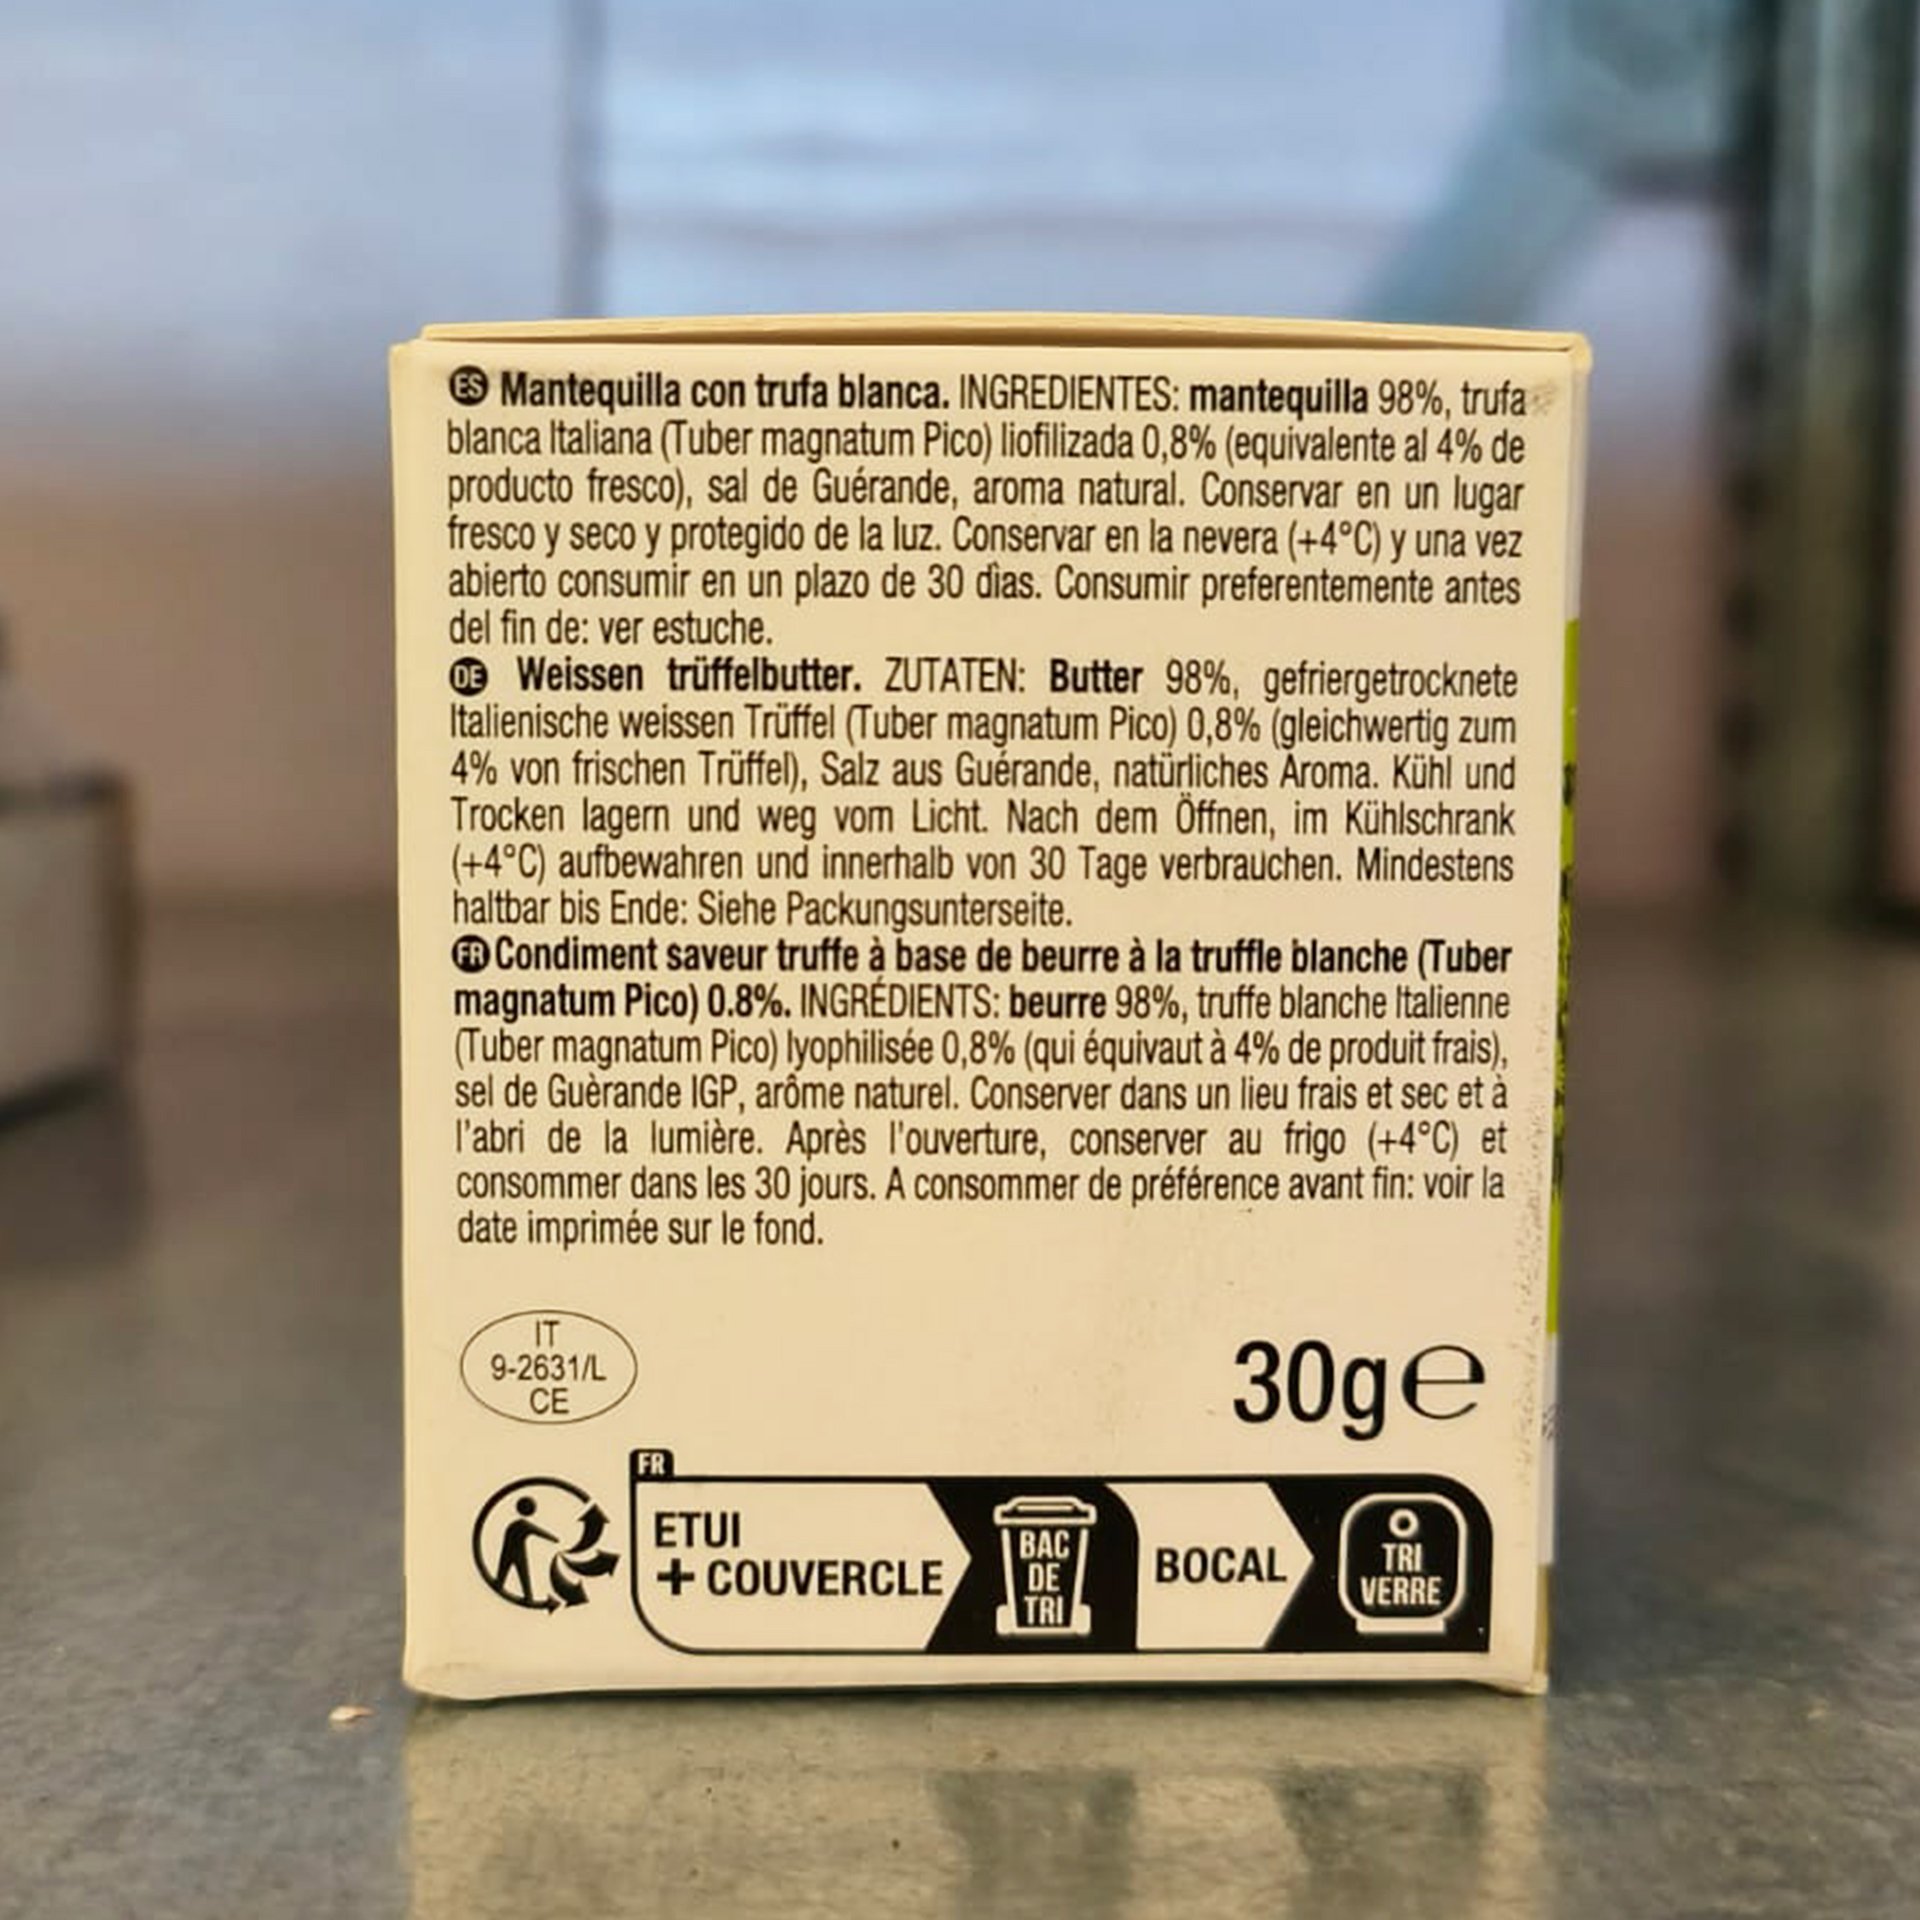 ES Mantequilla con trufa blanca. INGREDIENTES: mantequilla 98%, trufa
blanca Italiana (Tuber magnatum Pico) liofilizada 0,8% (equivalente al 4% de
producto fresco), sal de Guérande, aroma natural. Conservar en un lugar
fresco y seco y protegido de la luz. Conservar en la nevera (+4°C) y una vez
abierto consumir en un plazo de 30 dìas. Consumir preferentemente antes
del fin de: ver estuche.
DE Weissen trüffelbutter. ZUTATEN: Butter 98%, gefriergetrocknete
Italienische weissen Trüffel (Tuber magnatum Pico) 0,8% (gleichwertig zum
4% von frischen Trüffel), Salz aus Guérande, natürliches Aroma. Kühl und
Trocken lagern und weg vom Licht. Nach dem Öffnen, im Kühlschrank
(+4°C) aufbewahren und innerhalb von 30 Tage verbrauchen. Mindestens
haltbar bis Ende: Siehe Packungsunterseite.
FR Condiment saveur truffe à base de beurre à la truffle blanche (Tuber
magnatum Pico) 0.8%. INGRÉDIENTS: beurre 98%, truffe blanche Italienne
(Tuber magnatum Pico) lyophilisée 0,8% (qui équivaut à 4% de produit frais),
sel de Guèrande IGP, arôme naturel. Conserver dans un lieu frais et sec et à
l'abri de la lumière. Après l'ouverture, conserver au frigo (+4°C) et
consommer dans les 30 jours. A consommer de préférence avant fin: voir la
date imprimée sur le fond.
IT
9-2631/L
CE
30g e
FR
ETUI
+ COUVERCLE
BAC
DE
TRI
BOCAL
TRI
VERRE